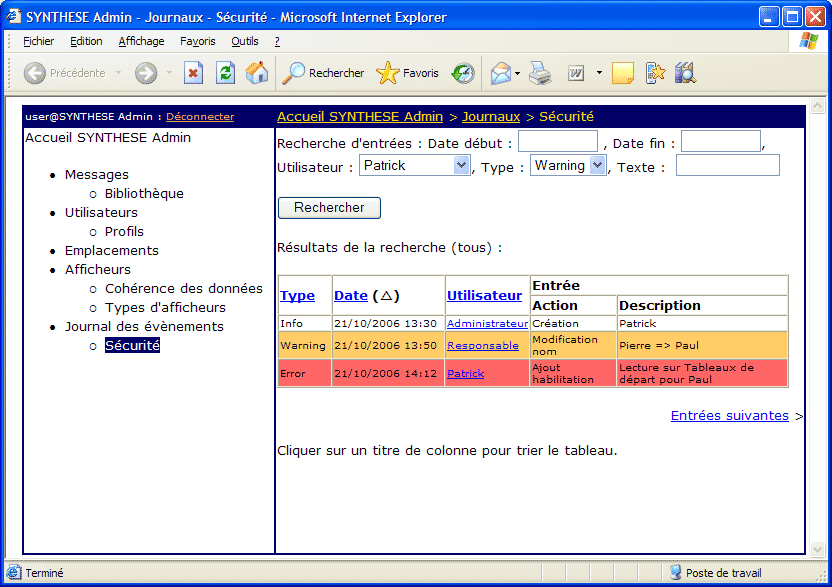 SYNTHESE Admin - Journaux - Sécurité - Microsoft Internet Explorer
Fichier Edition Affichage Favoris Outils ?
Précédente Rechercher Favoris
user@SYNTHESE Admin : Déconnecter
Accueil SYNTHESE Admin > Journaux > Sécurité
Accueil SYNTHESE Admin
Messages
Bibliothèque
Utilisateurs
Profils
Emplacements
Afficheurs
Cohérence des données
Types d'afficheurs
Journal des évènements
Sécurité
Recherche d'entrées : Date début : , Date fin : ,
Utilisateur : Patrick , Type : Warning , Texte :
Rechercher
Résultats de la recherche (tous) :
Type Date (△) Utilisateur Entrée
Action Description
Info 21/10/2006 13:30 Administrateur Création Patrick
Warning 21/10/2006 13:50 Responsable Modification nom Pierre => Paul
Error 21/10/2006 14:12 Patrick Ajout habilitation Lecture sur Tableaux de départ pour Paul
Entrées suivantes >
Cliquer sur un titre de colonne pour trier le tableau.
Terminé Poste de travail